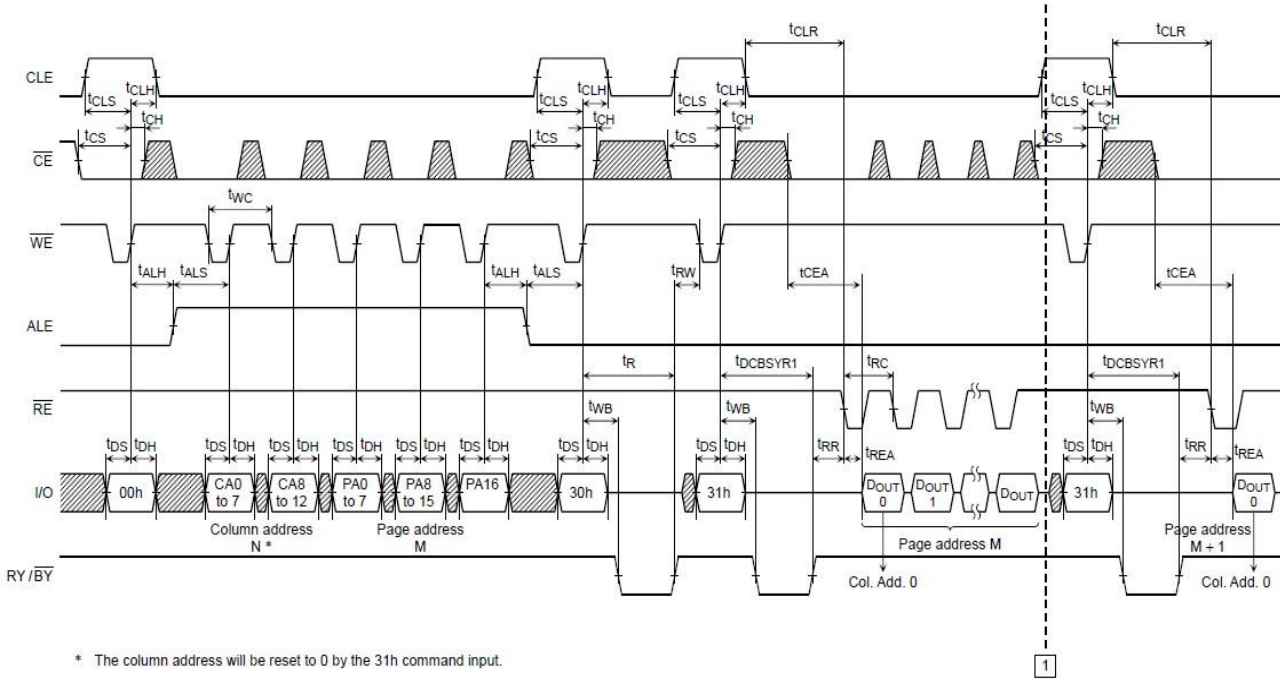 tCLR tCLR
CLE
tCLS tCLH tCLS tCLH tCLS tCLH tCLS tCLH
tCS tCH tCS tCS tCH tCS tCH
CE
tWC
WE
tALH tALS tALH tALS tRW tCEA tCEA
ALE
tR tDCBSYR1 tRC tDCBSYR1
RE
tWB tWB tWB
tDS tDH tDS tDH tDS tDH tDS tDH tDS tDH tDS tDH tDS tDH tDS tDH tRR tREA tDS tDH tRR tREA
I/O 00h CA0 to 7 CA8 to 12 PA0 to 7 PA8 to 15 PA16 30h 31h DOUT 0 DOUT 1 DOUT 31h DOUT 0
Column address N *
Page address M
Page address M
Page address M + 1
RY/BY
Col. Add. 0 Col. Add. 0
* The column address will be reset to 0 by the 31h command input.
1